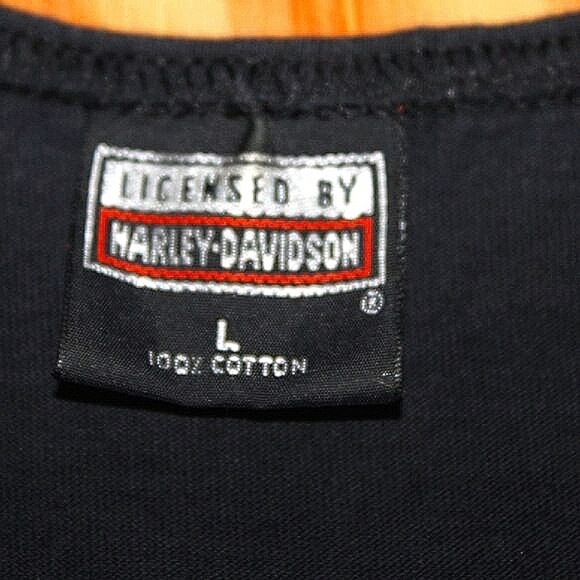 LICENSED BY
HARLEY-DAVIDSON
®
L
100% COTTON